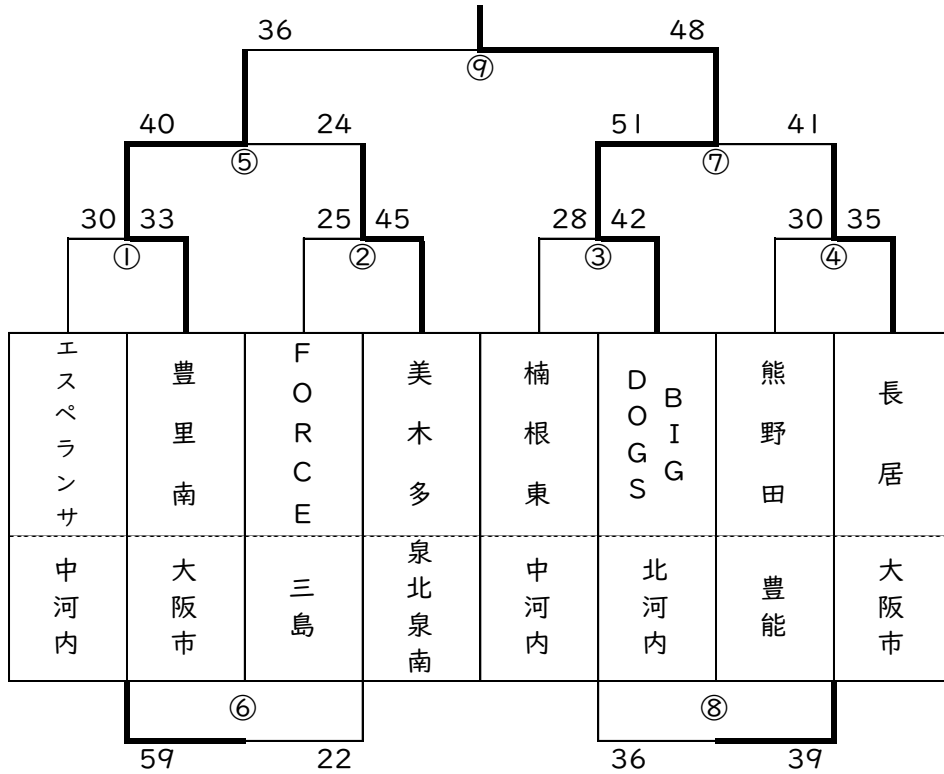 36 48
⑨
40 24 51 41
⑤ ⑦
30 33 25 45 28 42 30 35
① ② ③ ④
エスペランサ
豊里南
FORCE
美木多
楠根東
BIG
DOGS
熊野田
長居
中河内
大阪市
三島
泉北泉南
中河内
北河内
豊能
大阪市
⑥ ⑧
59 22 36 39